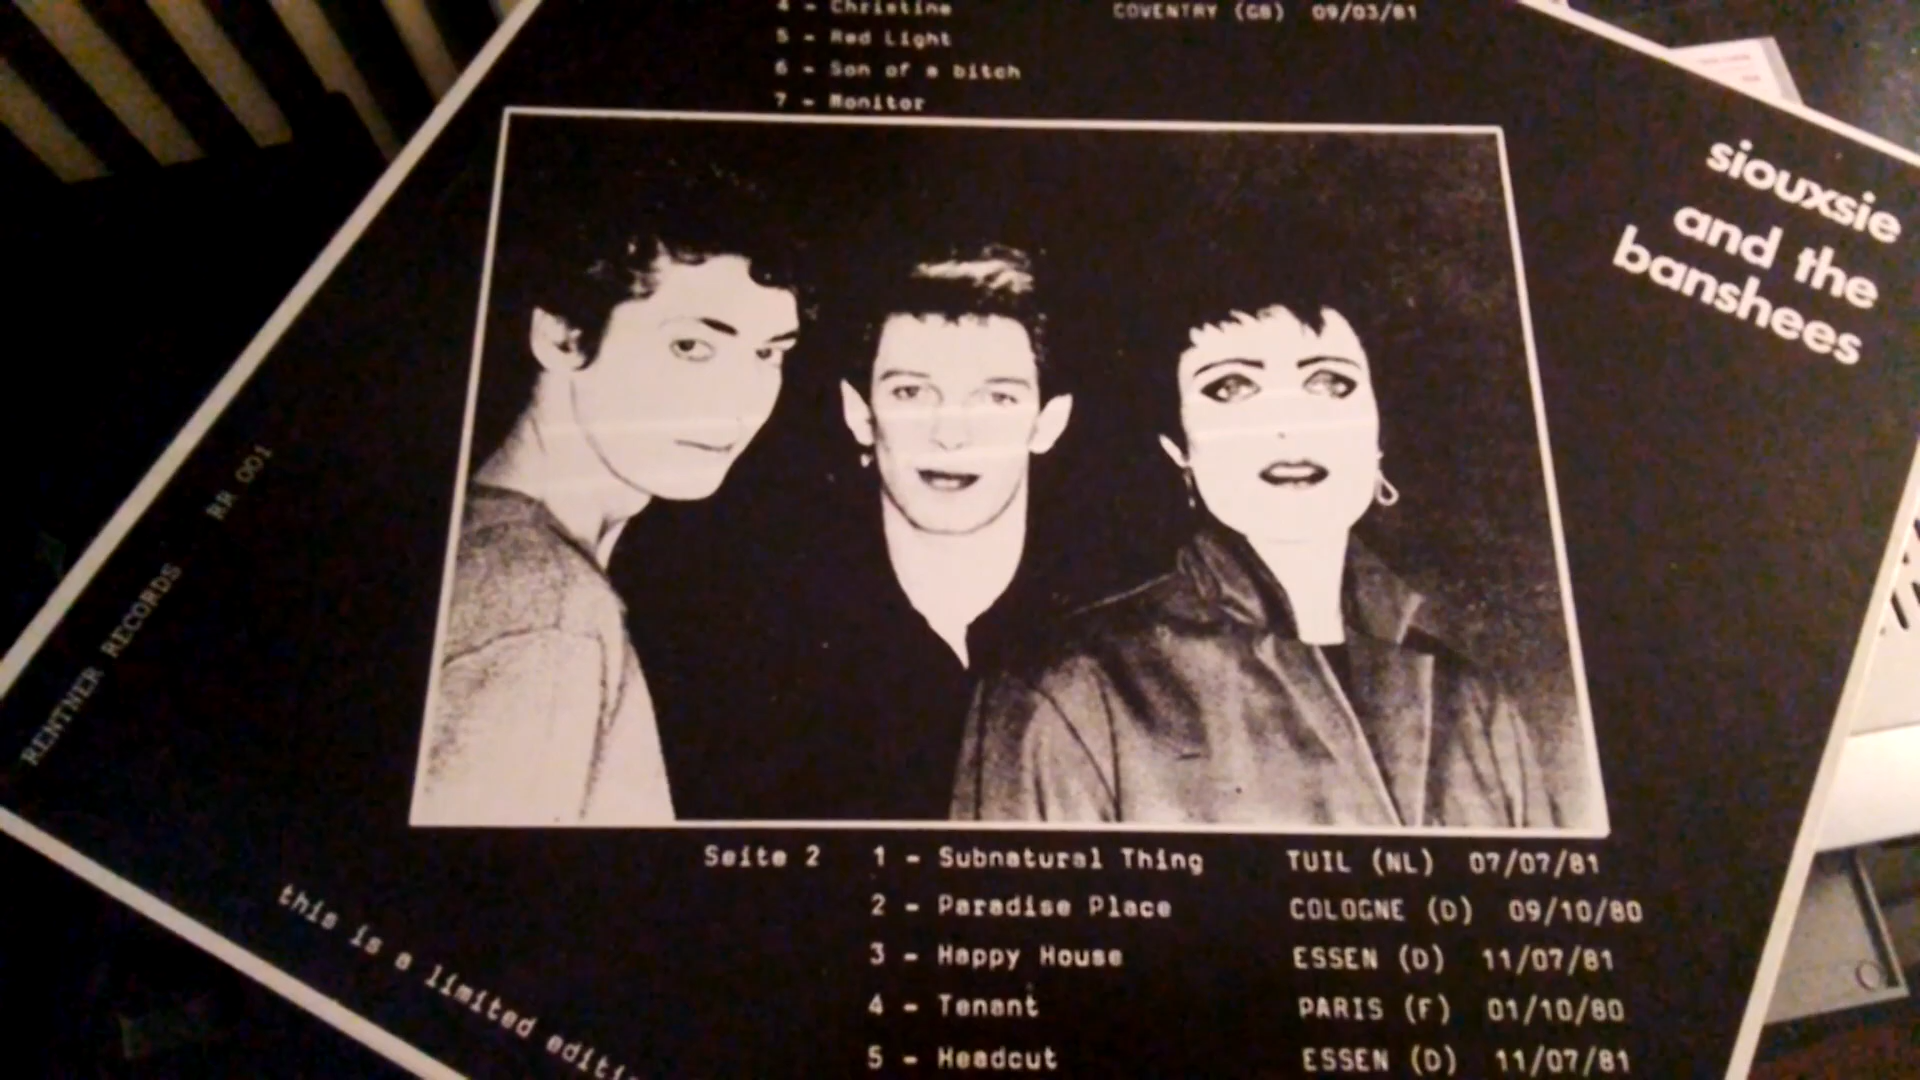 4 - Christine COVENTRY (GB) 09/03/81
5 - Red Light
6 - Son of a bitch
7 - Monitor
siouxsie
and the
banshees
RENTNER RECORDS RR 001
Seite 2 1 - Subnatural Thing TUIL (NL) 07/07/81
2 - Paradise Place COLOGNE (D) 09/10/80
3 - Happy House ESSEN (D) 11/07/81
4 - Tenant PARIS (F) 01/10/80
5 - Headcut ESSEN (D) 11/07/81
this is a limited editi